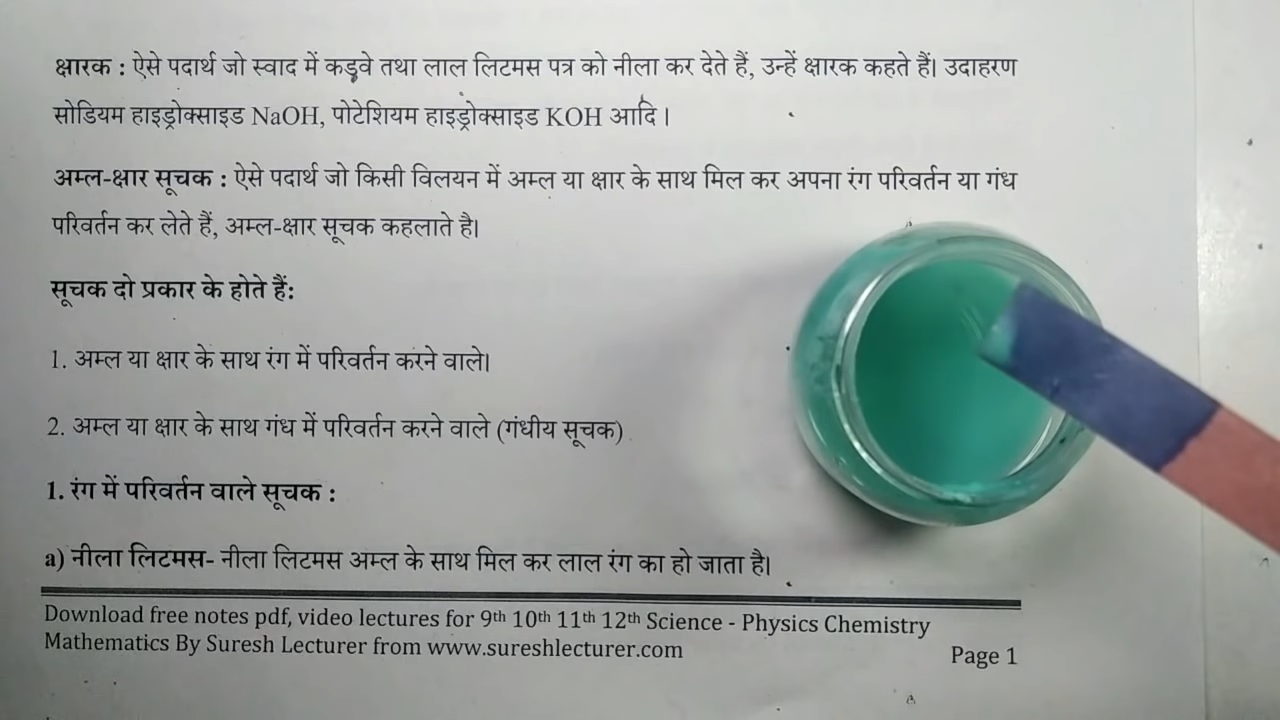 क्षारक : ऐसे पदार्थ जो स्वाद में कड़वे तथा लाल लिटमस पत्र को नीला कर देते हैं, उन्हें क्षारक कहते हैं। उदाहरण
सोडियम हाइड्रोक्साइड NaOH, पोटेशियम हाइड्रोक्साइड KOH आदि ।
अम्ल-क्षार सूचक : ऐसे पदार्थ जो किसी विलयन में अम्ल या क्षार के साथ मिल कर अपना रंग परिवर्तन या गंध
परिवर्तन कर लेते हैं, अम्ल-क्षार सूचक कहलाते है।
सूचक दो प्रकार के होते हैं:
1. अम्ल या क्षार के साथ रंग में परिवर्तन करने वाले।
2. अम्ल या क्षार के साथ गंध में परिवर्तन करने वाले (गंधीय सूचक)
1. रंग में परिवर्तन वाले सूचक :
a) नीला लिटमस- नीला लिटमस अम्ल के साथ मिल कर लाल रंग का हो जाता है।
Download free notes pdf, video lectures for 9th 10th 11th 12th Science - Physics Chemistry
Mathematics By Suresh Lecturer from www.sureshlecturer.com
Page 1